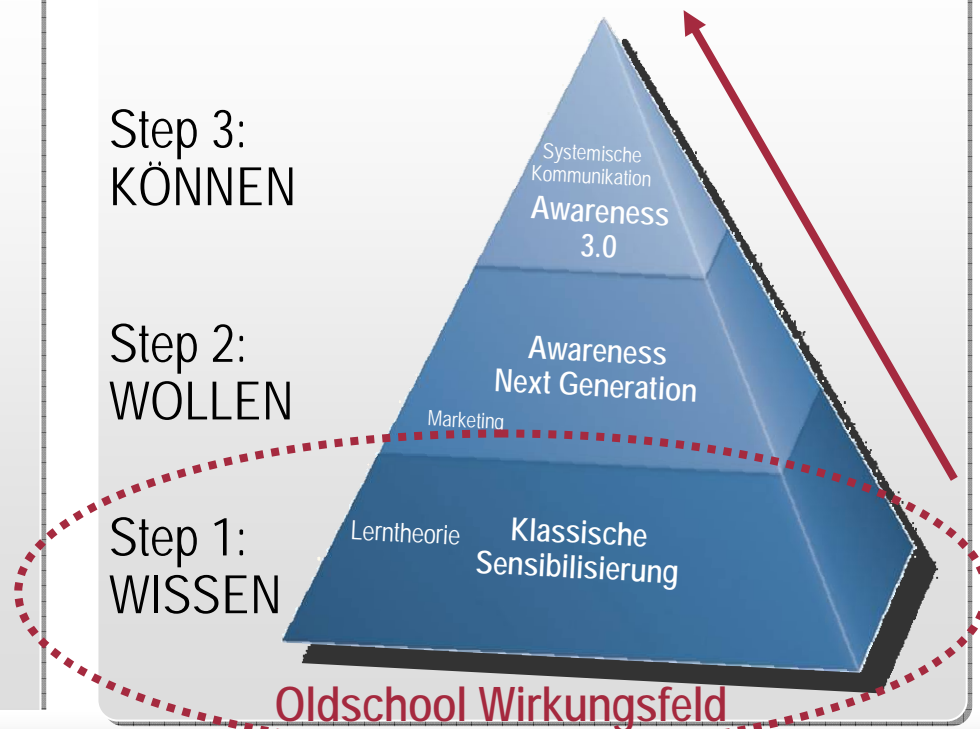 Step 3:
KÖNNEN
Systemische
Kommunikation
Awareness
3.0
Step 2:
WOLLEN
Awareness
Next Generation
Marketing
Step 1:
WISSEN
Lerntheorie
Klassische
Sensibilisierung
Oldschool Wirkungsfeld